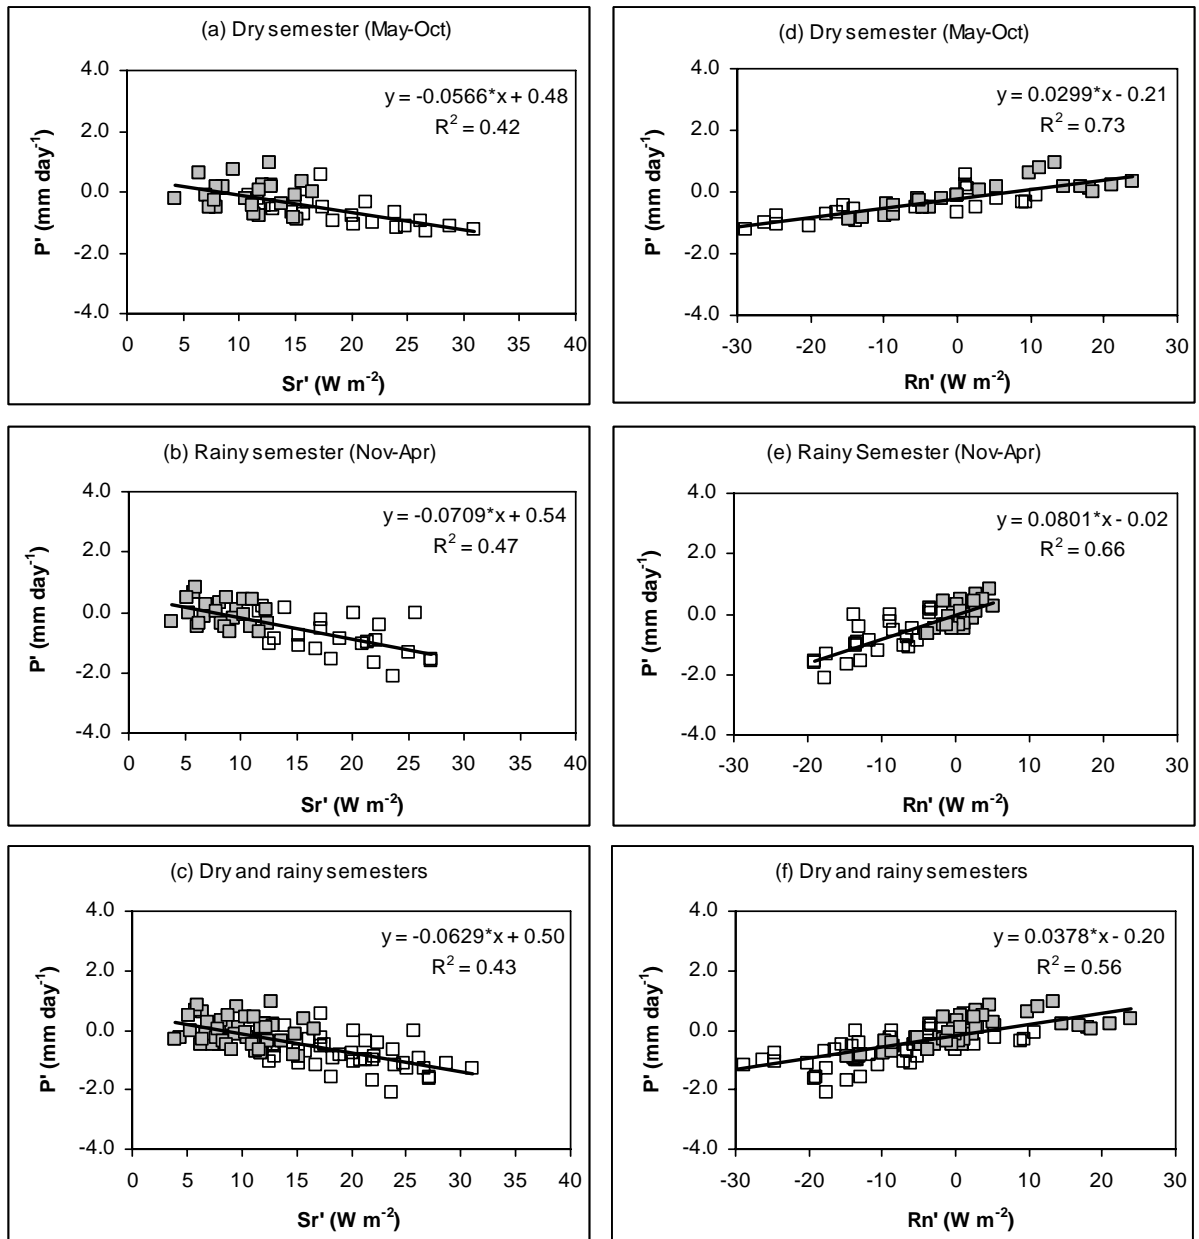 (a) Dry semester (May-Oct)
y = -0.0566*x + 0.48
R² = 0.42
4.0
2.0
0.0
-2.0
-4.0
P' (mm day⁻¹)
0 5 10 15 20 25 30 35 40
Sr' (W m⁻²)
(d) Dry semester (May-Oct)
y = 0.0299*x - 0.21
R² = 0.73
4.0
2.0
0.0
-2.0
-4.0
P' (mm day⁻¹)
-30 -20 -10 0 10 20 30
Rn' (W m⁻²)
(b) Rainy semester (Nov-Apr)
y = -0.0709*x + 0.54
R² = 0.47
4.0
2.0
0.0
-2.0
-4.0
P' (mm day⁻¹)
0 5 10 15 20 25 30 35 40
Sr' (W m⁻²)
(e) Rainy Semester (Nov-Apr)
y = 0.0801*x - 0.02
R² = 0.66
4.0
2.0
0.0
-2.0
-4.0
P' (mm day⁻¹)
-30 -20 -10 0 10 20 30
Rn' (W m⁻²)
(c) Dry and rainy semesters
y = -0.0629*x + 0.50
R² = 0.43
4.0
2.0
0.0
-2.0
-4.0
P' (mm day⁻¹)
0 5 10 15 20 25 30 35 40
Sr' (W m⁻²)
(f) Dry and rainy semesters
y = 0.0378*x - 0.20
R² = 0.56
4.0
2.0
0.0
-2.0
-4.0
P' (mm day⁻¹)
-30 -20 -10 0 10 20 30
Rn' (W m⁻²)